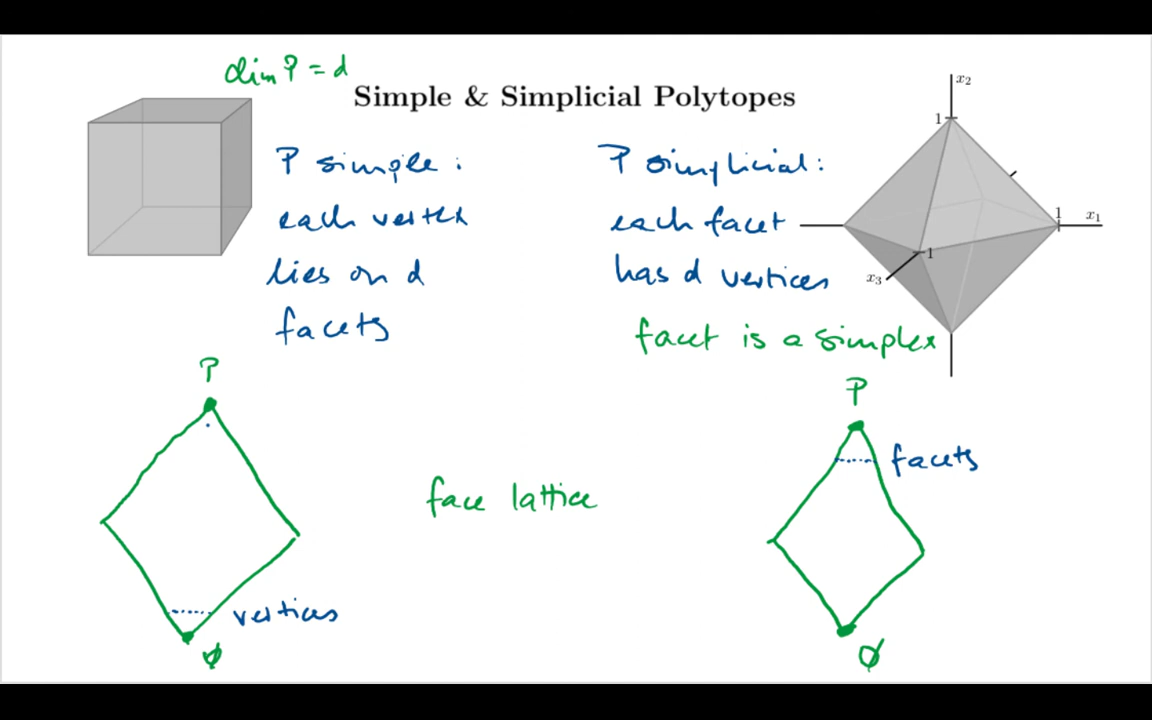 dim P = d
Simple & Simplicial Polytopes
P simple :
each vertex
lies on d
facets
P simplicial :
each facet
has d vertices
facet is a simplex
x₂
1
1
x₁
1
x₃
P
vertices
∅
face lattice
P
facets
∅